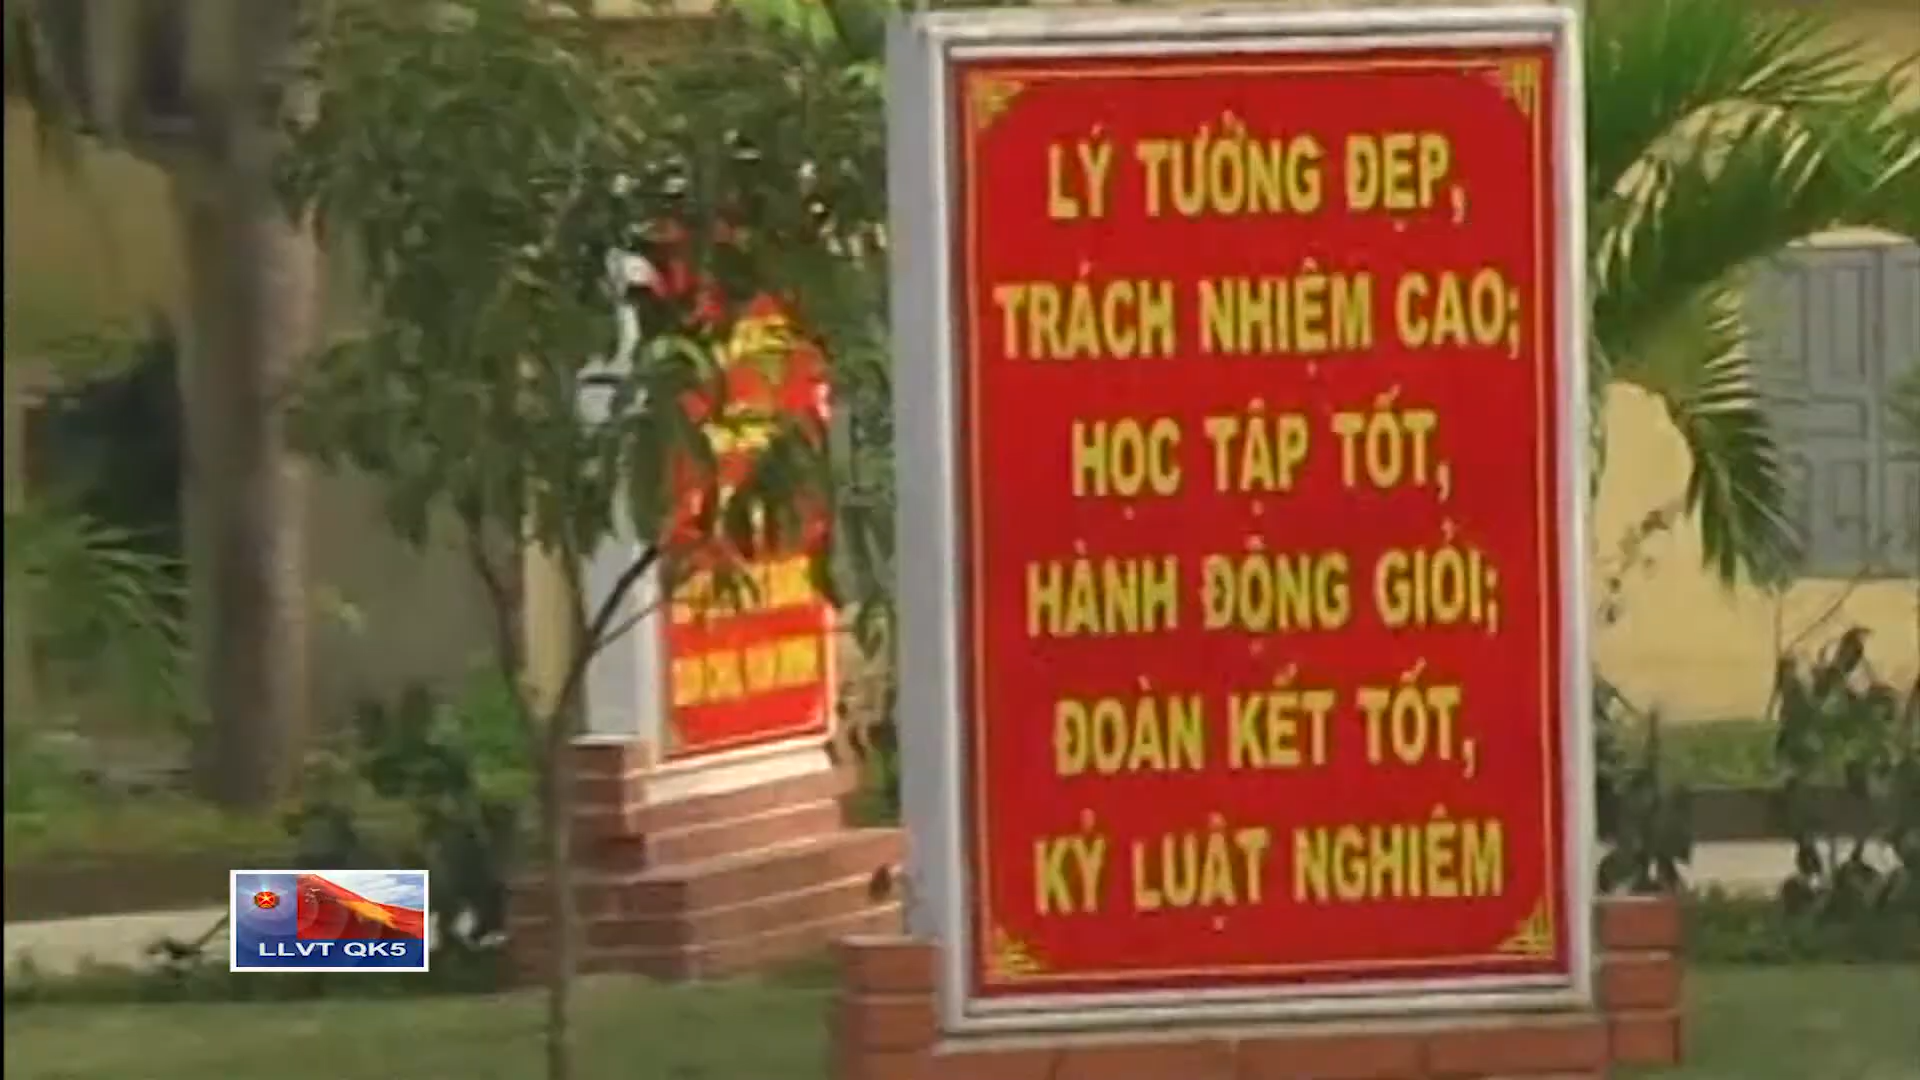 LÝ TƯỞNG ĐẸP,
TRÁCH NHIỆM CAO;
HỌC TẬP TỐT,
HÀNH ĐỘNG GIỎI;
ĐOÀN KẾT TỐT,
KỶ LUẬT NGHIÊM
LLVT QK5